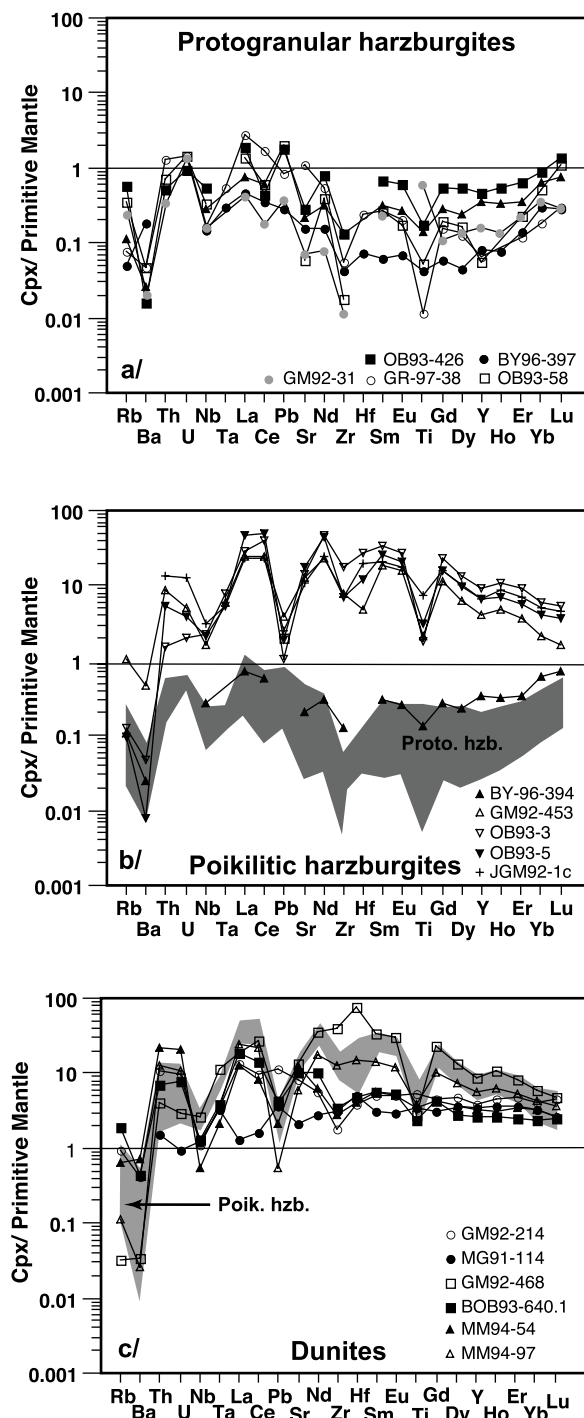 100
Protogranular harzburgites
10
1
0.1
0.01
0.001
Cpx/ Primitive Mantle
a/
OB93-426 BY96-397
GM92-31 GR-97-38 OB93-58
Rb Th Nb La Pb Nd Hf Eu Gd Y Er Lu
Ba U Ta Ce Sr Zr Sm Ti Dy Ho Yb
100
10
1
0.1
0.01
0.001
Cpx/ Primitive Mantle
Proto. hzb.
BY-96-394
GM92-453
OB93-3
OB93-5
JGM92-1c
b/
Poikilitic harzburgites
Rb Th Nb La Pb Nd Hf Eu Gd Y Er Lu
Ba U Ta Ce Sr Zr Sm Ti Dy Ho Yb
100
10
1
0.1
0.01
0.001
Cpx/ Primitive Mantle
Poik. hzb.
GM92-214
MG91-114
GM92-468
BOB93-640.1
MM94-54
MM94-97
c/
Dunites
Rb Th Nb La Pb Nd Hf Eu Gd Y Er Lu
Ba U Ta Ce Sr Zr Sm Ti Dy Ho Yb